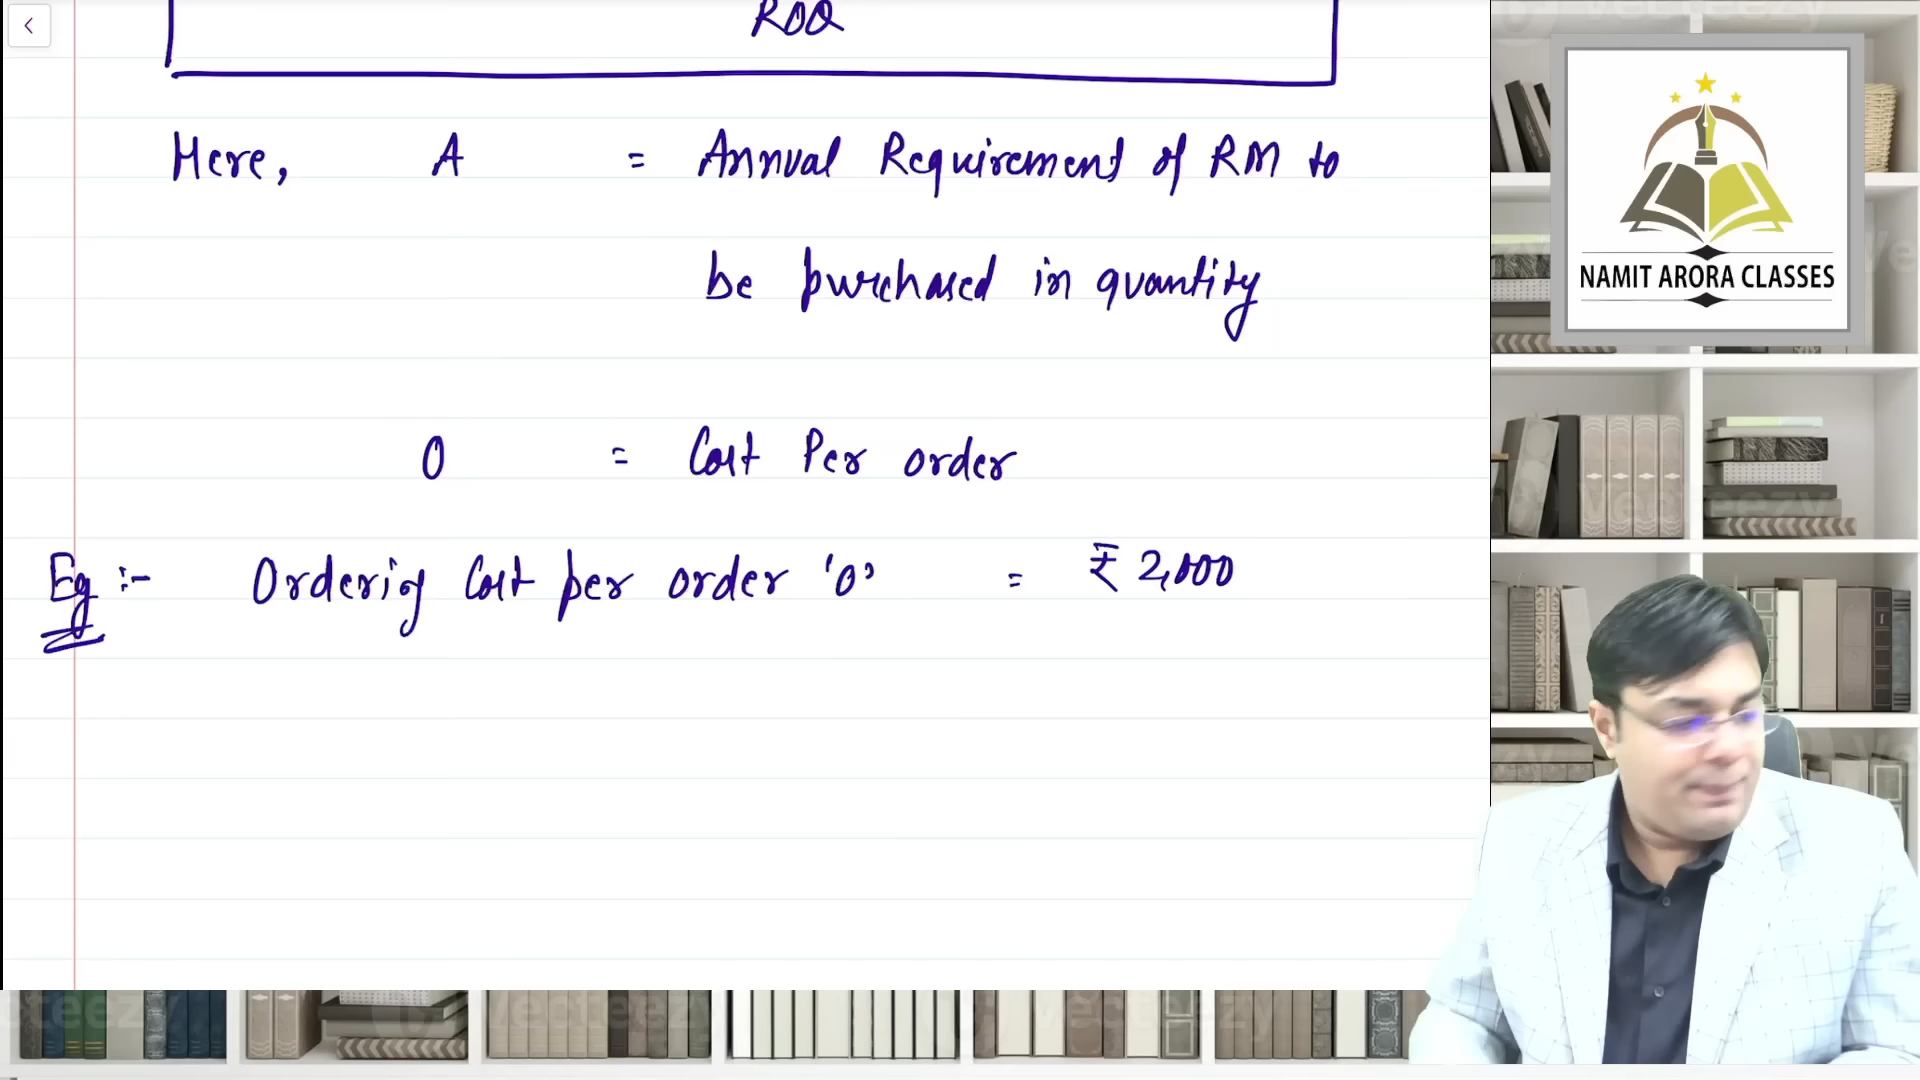 ROQ
Here, A = Annual Requirement of RM to
be purchased in quantity
O = Cost Per order
Eg :- Orderig Cost per order 'O' = ₹ 2,000
NAMIT ARORA CLASSES